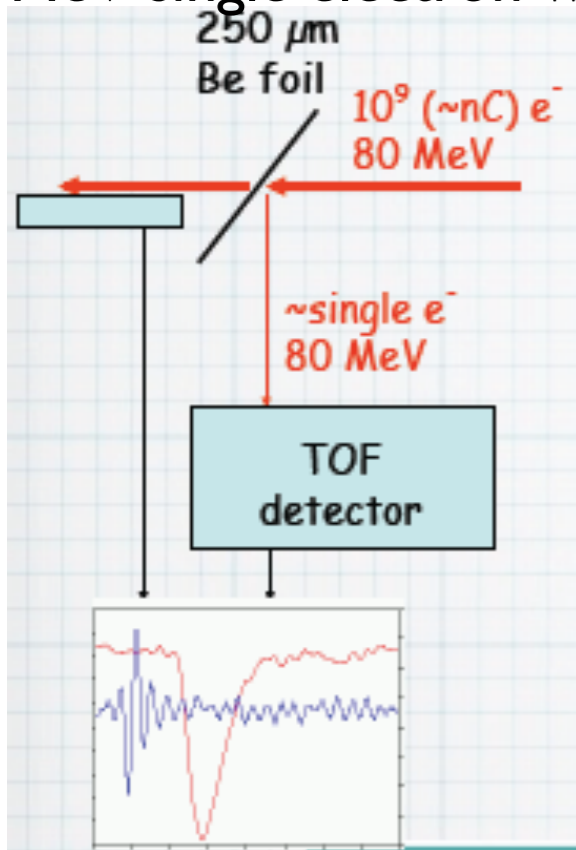 250 μm
Be foil
10⁹ (~nC) e⁻
80 MeV
~single e⁻
80 MeV
TOF
detector